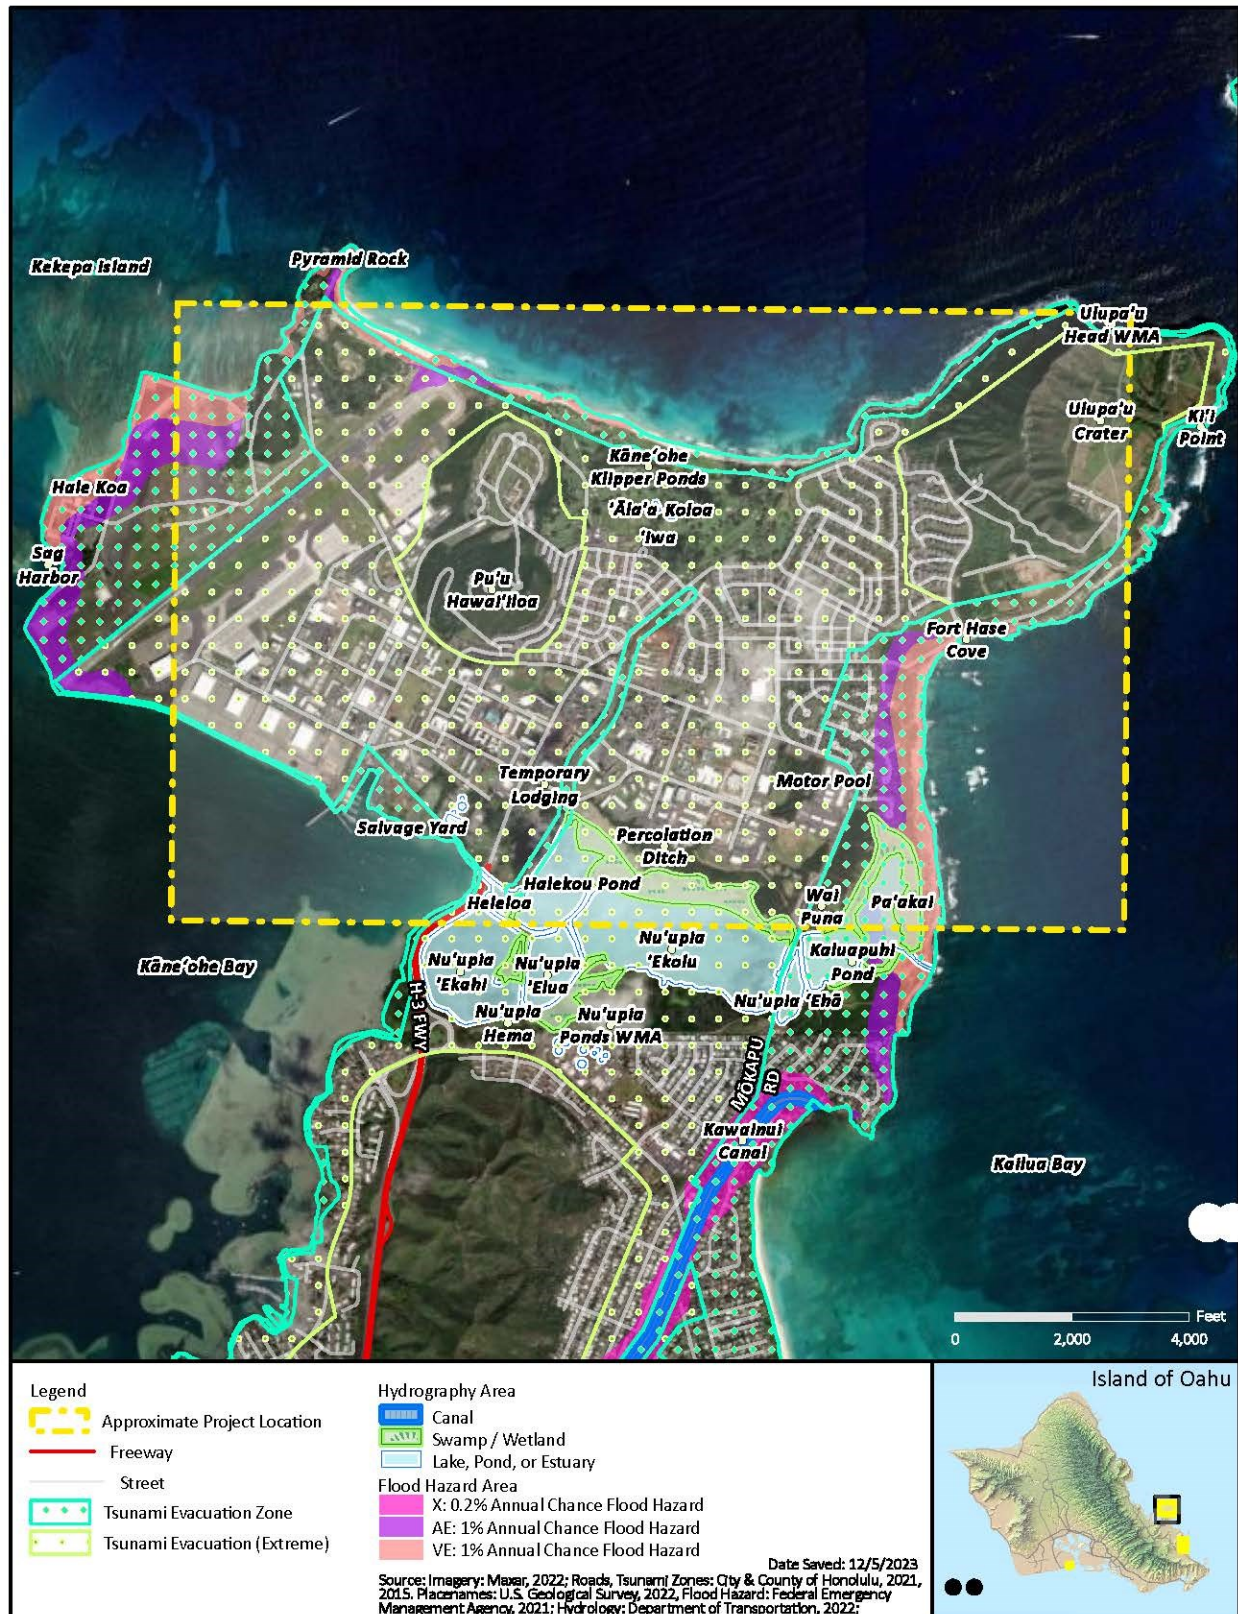 Kekepa Island
Pyramid Rock
Ulupa'u
Head WMA
Ulupa'u
Crater
Ki'i
Point
Hale Koa
Sag
Harbor
Kāne'ohe
Klipper Ponds
'Āla'a Koloa
'Iwa
Pu'u
Hawai'iloa
Fort Hase
Cove
Temporary
Lodging
Motor Pool
Salvage Yard
Percolation
Ditch
Halekou Pond
Heleloa
Wai
Puna
Pa'akai
Kāne'ohe Bay
Nu'upia
'Ekahi
Nu'upia
'Elua
Nu'upia
'Ekolu
Kaluapuhi
Pond
Nu'upia 'Ehā
Nu'upia
Hema
Nu'upia
Ponds WMA
H-3 FWY
MŌKAPU
RD
Kawainui
Canal
Kailua Bay
Feet
0 2,000 4,000
Legend
Approximate Project Location
Freeway
Street
Tsunami Evacuation Zone
Tsunami Evacuation (Extreme)
Hydrography Area
Canal
Swamp / Wetland
Lake, Pond, or Estuary
Flood Hazard Area
X: 0.2% Annual Chance Flood Hazard
AE: 1% Annual Chance Flood Hazard
VE: 1% Annual Chance Flood Hazard
Date Saved: 12/5/2023
Source: Imagery: Maxar, 2022; Roads, Tsunami Zones: City & County of Honolulu, 2021,
2015. Placenames: U.S. Geological Survey, 2022, Flood Hazard: Federal Emergency
Management Agency, 2021; Hydrology: Department of Transportation, 2022;
Island of Oahu